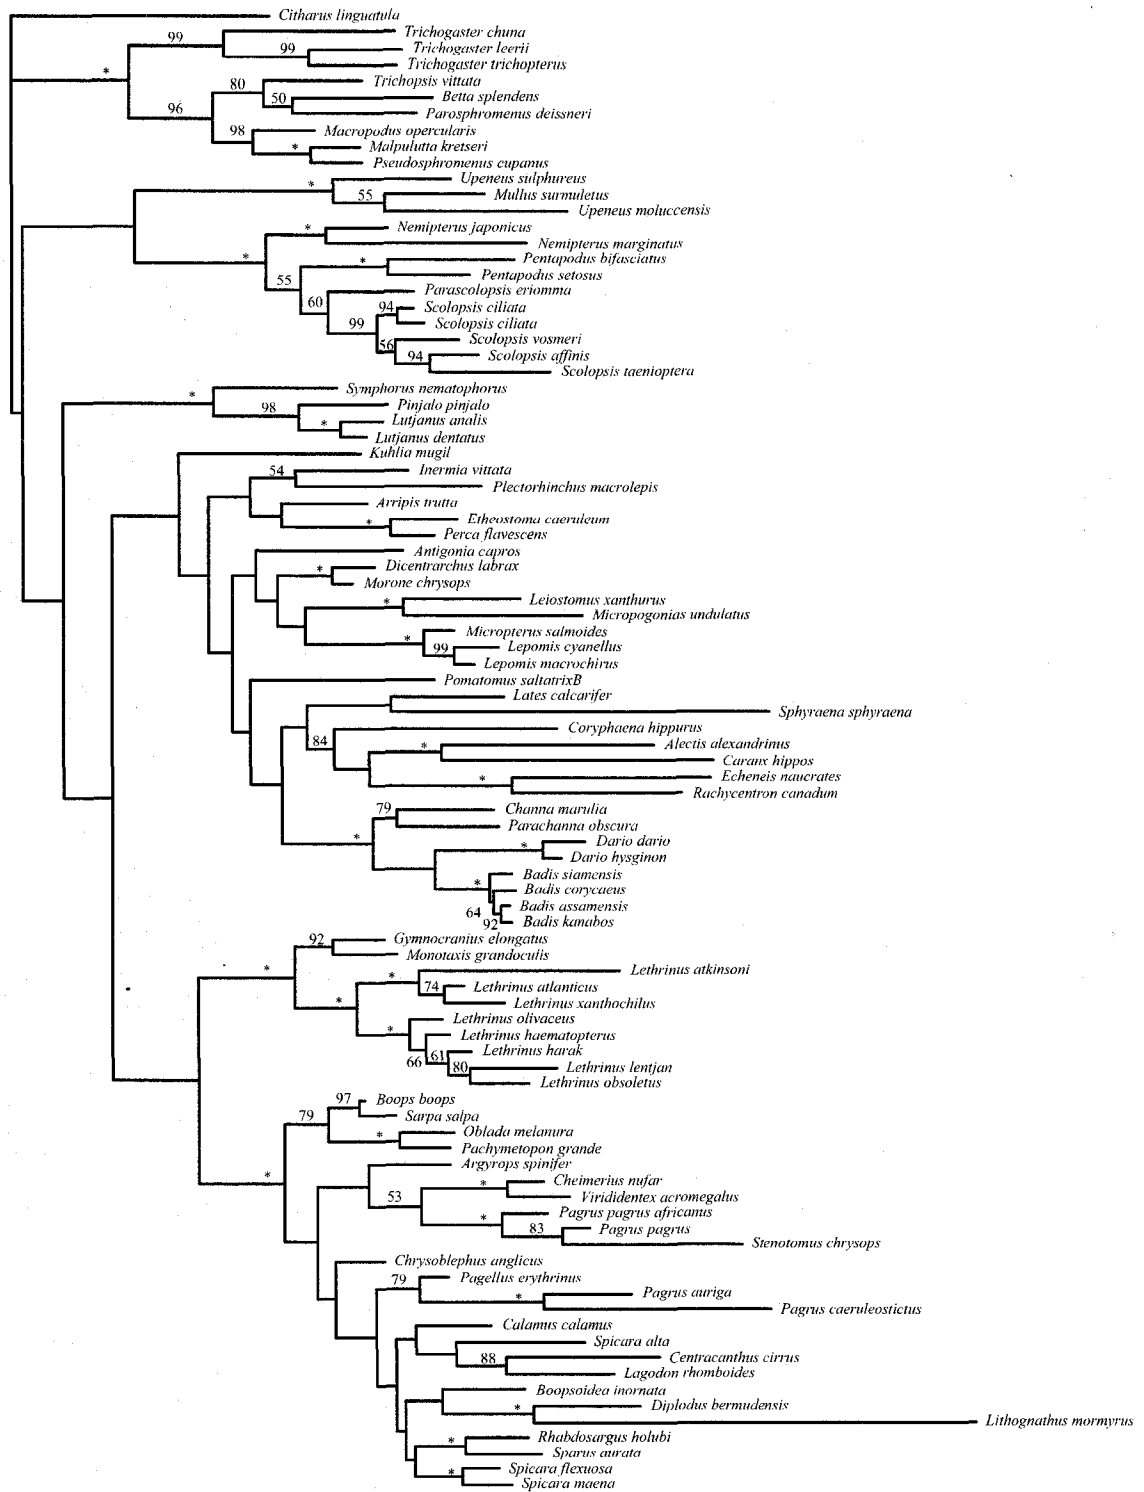 Citharus linguatula
Trichogaster chuna
99
Trichogaster leerii
99
Trichogaster trichopterus
*
Trichopsis vittata
80
Betta splendens
50
Parosphromenus deissneri
96
Macropodus opercularis
98
Malpulutta kretseri
*
Pseudosphromenus cupanus
Upeneus sulphureus
*
Mullus surmuletus
55
Upeneus moluccensis
Nemipterus japonicus
*
Nemipterus marginatus
*
Pentapodus bifasciatus
*
Pentapodus setosus
55
Parascolopsis eriomma
60
Scolopsis ciliata
94
Scolopsis ciliata
99
Scolopsis vosmeri
56
Scolopsis affinis
94
Scolopsis taenioptera
Symphorus nematophorus
*
Pinjalo pinjalo
98
Lutjanus analis
*
Lutjanus dentatus
Kuhlia mugil
Inermia vittata
54
Plectorhinchus macrolepis
Arripis trutta
Etheostoma caeruleum
*
Perca flavescens
Antigonia capros
Dicentrarchus labrax
*
Morone chrysops
Leiostomus xanthurus
*
Micropogonias undulatus
Micropterus salmoides
*
Lepomis cyanellus
99
Lepomis macrochirus
Pomatomus saltatrixB
Lates calcarifer
Sphyraena sphyraena
Coryphaena hippurus
84
Alectis alexandrinus
*
Caranx hippos
Echeneis naucrates
*
Rachycentron canadum
Channa marulia
79
Parachanna obscura
*
Dario dario
*
Dario hysginon
Badis siamensis
*
Badis corycaeus
Badis assamensis
64
Badis kanabos
92
Gymnocranius elongatus
92
Monotaxis grandoculis
*
Lethrinus atkinsoni
*
Lethrinus atlanticus
74
Lethrinus xanthochilus
*
Lethrinus olivaceus
*
Lethrinus haematopterus
Lethrinus harak
66
61
Lethrinus lentjan
80
Lethrinus obsoletus
Boops boops
97
Sarpa salpa
79
Oblada melanura
*
Pachymetopon grande
*
Argyrops spinifer
Cheimerius nufar
*
Virididentex acromegalus
53
Pagrus pagrus africanus
*
Pagrus pagrus
83
Stenotomus chrysops
Chrysoblephus anglicus
Pagellus erythrinus
79
Pagrus auriga
*
Pagrus caeruleostictus
Calamus calamus
Spicara alta
Centracanthus cirrus
88
Lagodon rhomboides
Boopsoidea inornata
Diplodus bermudensis
*
Lithognathus mormyrus
Rhabdosargus holubi
*
Sparus aurata
Spicara flexuosa
*
Spicara maena